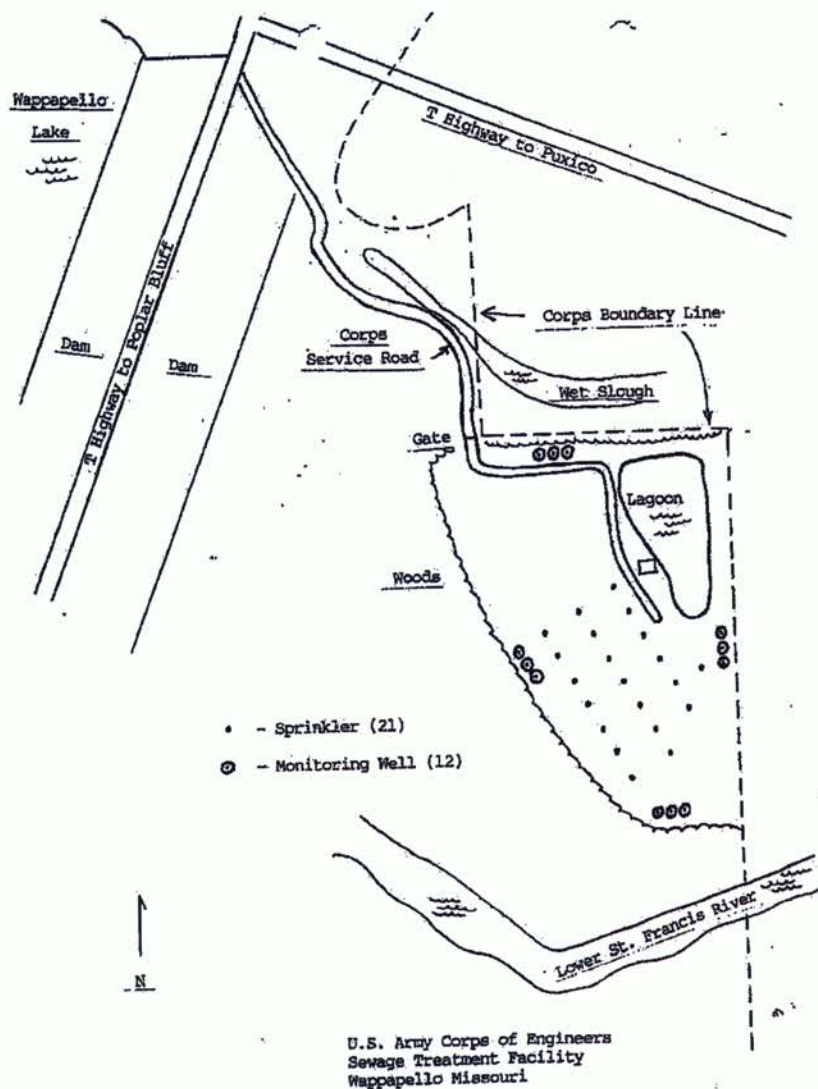 Wappapello
Lake
T Highway to Puxico
T Highway to Poplar Bluff
Dam
Dam
Corps
Service Road
Corps Boundary Line
Wet Slough
Gate
Lagoon
Woods
- Sprinkler (21)
- Monitoring Well (12)
Lower St. Francis River
N
U.S. Army Corps of Engineers
Sewage Treatment Facility
Wappapello Missouri